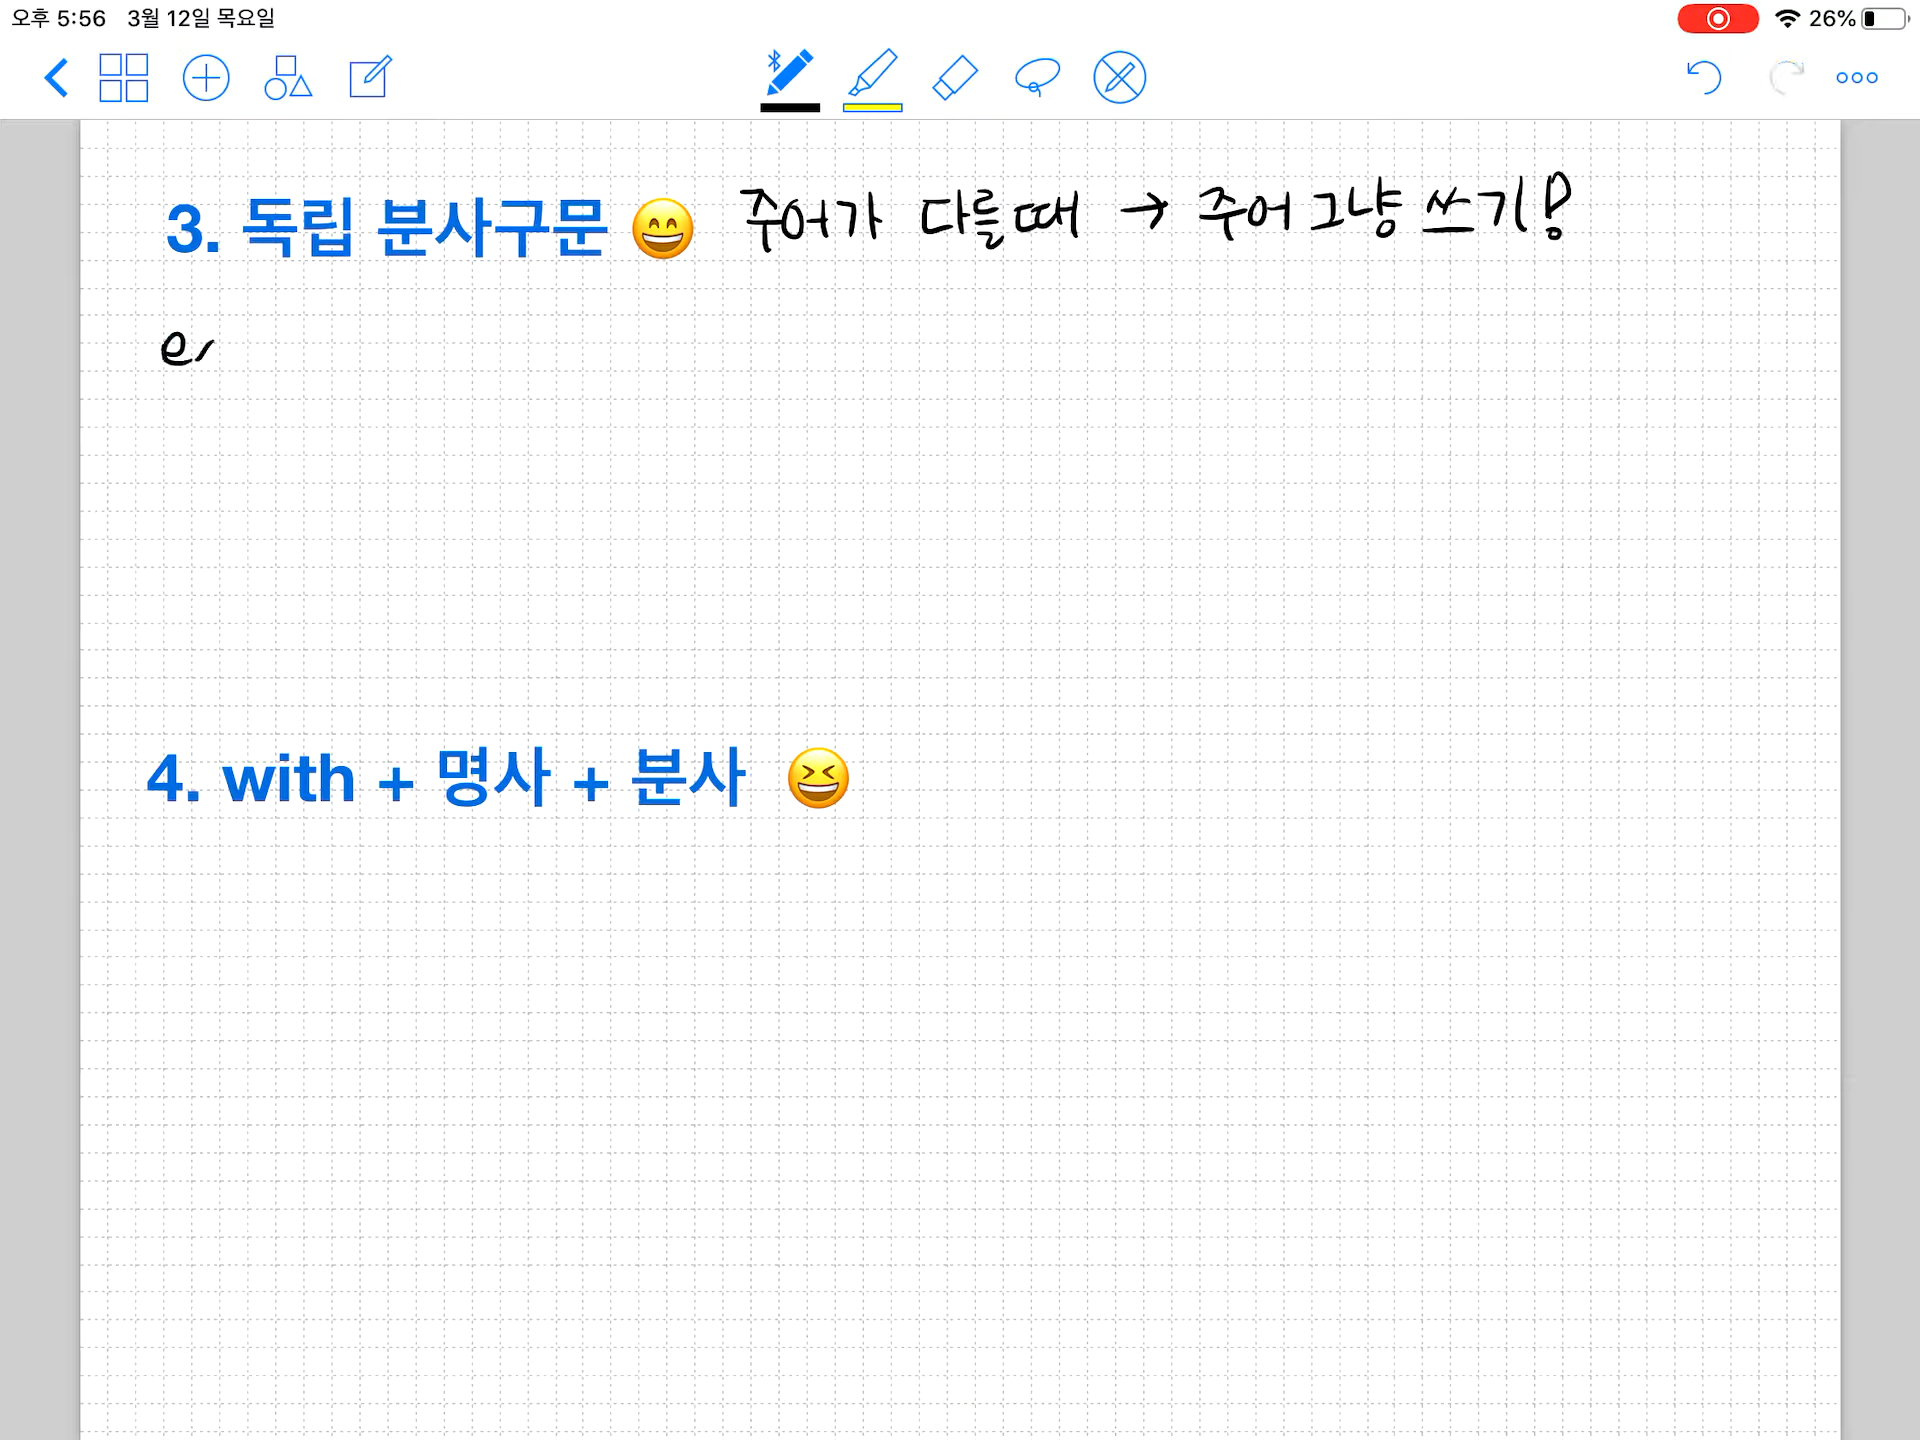 오후 5:56 3월 12일 목요일 26%
3. 독립 분사구문 😄 주어가 다를때 → 주어 그냥 쓰기!
e
4. with + 명사 + 분사 😆